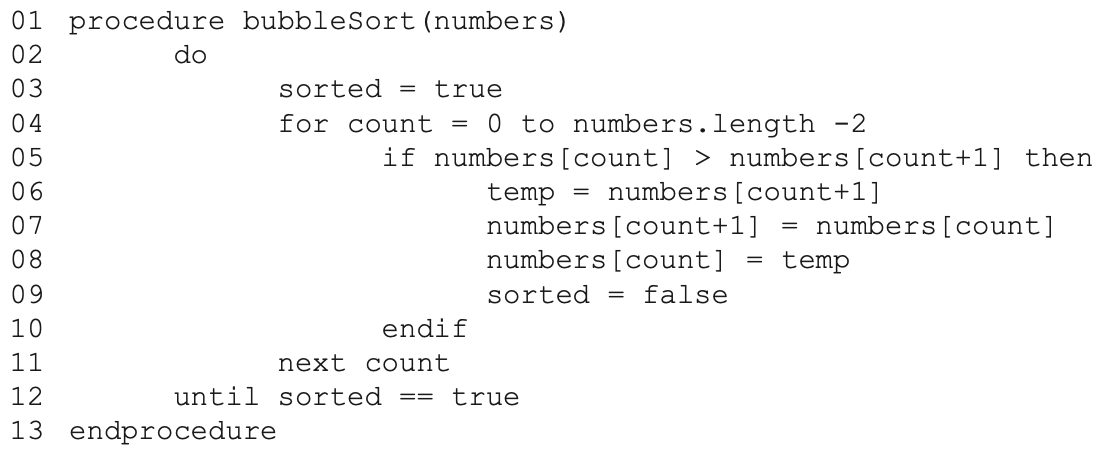 01 procedure bubbleSort(numbers)
02 do
03 sorted = true
04 for count = 0 to numbers.length -2
05 if numbers[count] > numbers[count+1] then
06 temp = numbers[count+1]
07 numbers[count+1] = numbers[count]
08 numbers[count] = temp
09 sorted = false
10 endif
11 next count
12 until sorted == true
13 endprocedure